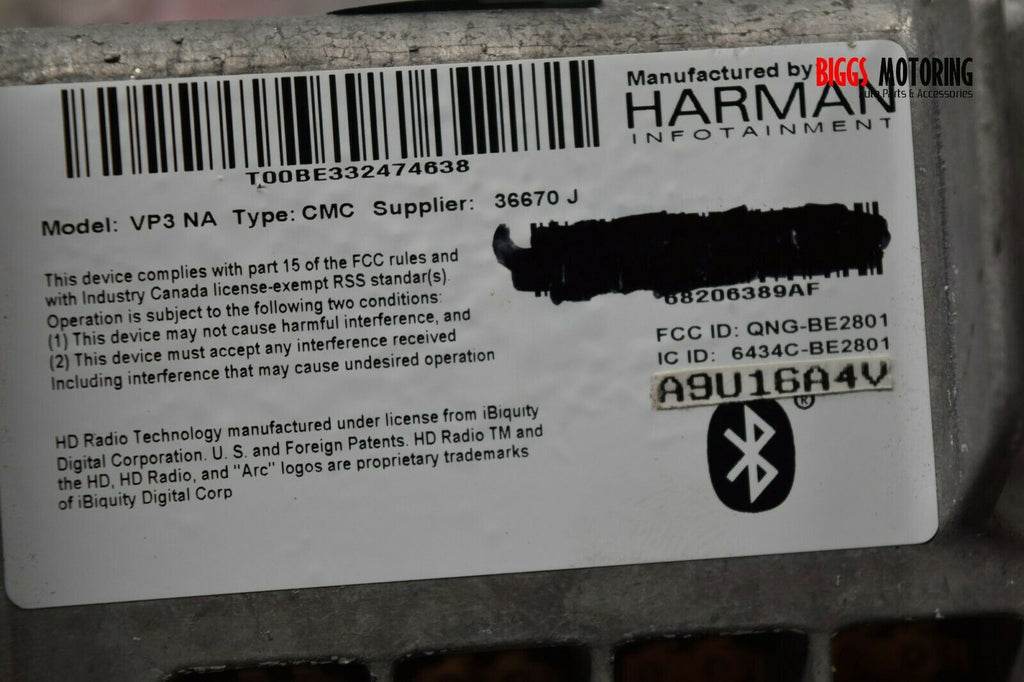 BIGGS MOTORING
Auto Parts & Accessories
Manufactured by
HARMAN
INFOTAINMENT
T00BE332474638
Model: VP3 NA Type: CMC Supplier: 36670 J
68206389AF
This device complies with part 15 of the FCC rules and
with Industry Canada license-exempt RSS standar(s).
Operation is subject to the following two conditions:
(1) This device may not cause harmful interference, and
(2) This device must accept any interference received
Including interference that may cause undesired operation
FCC ID: QNG-BE2801
IC ID: 6434C-BE2801
A9U16A4V
®
HD Radio Technology manufactured under license from iBiquity
Digital Corporation. U. S. and Foreign Patents. HD Radio TM and
the HD, HD Radio, and "Arc" logos are proprietary trademarks
of iBiquity Digital Corp